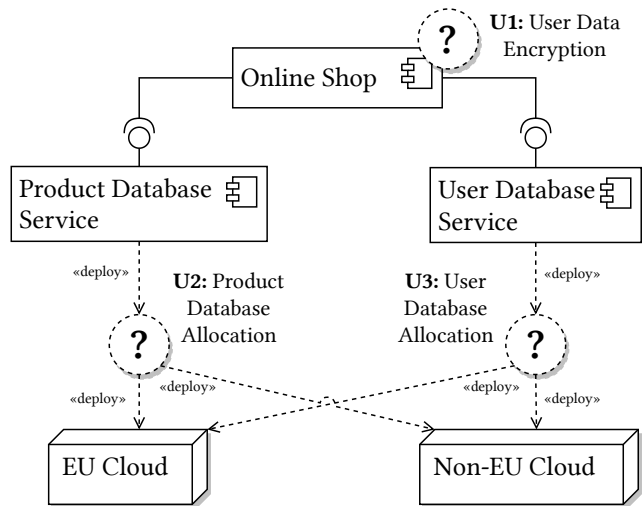 U1: User Data
Encryption
?
Online Shop
Product Database
Service
User Database
Service
«deploy»
«deploy»
U2: Product
Database
Allocation
U3: User
Database
Allocation
?
?
«deploy»
«deploy»
«deploy»
«deploy»
EU Cloud
Non-EU Cloud